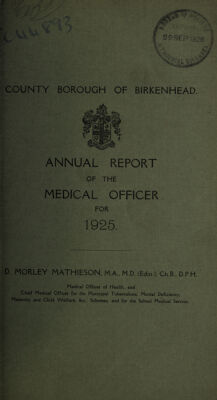 C44893
COUNTY BOROUGH OF BIRKENHEAD.
ANNUAL REPORT
OF THE
MEDICAL OFFICER
FOR
1925.
D. MORLEY MATHIESON, M.A., M.D. (Edin.), Ch.B., D.P.H.
Medical Officer of Health, and
Chief Medical Officer for the Municipal Tuberculosis, Mental Deficiency,
Maternity and Child Welfare, &c. Schemes, and for the School Medical Service.